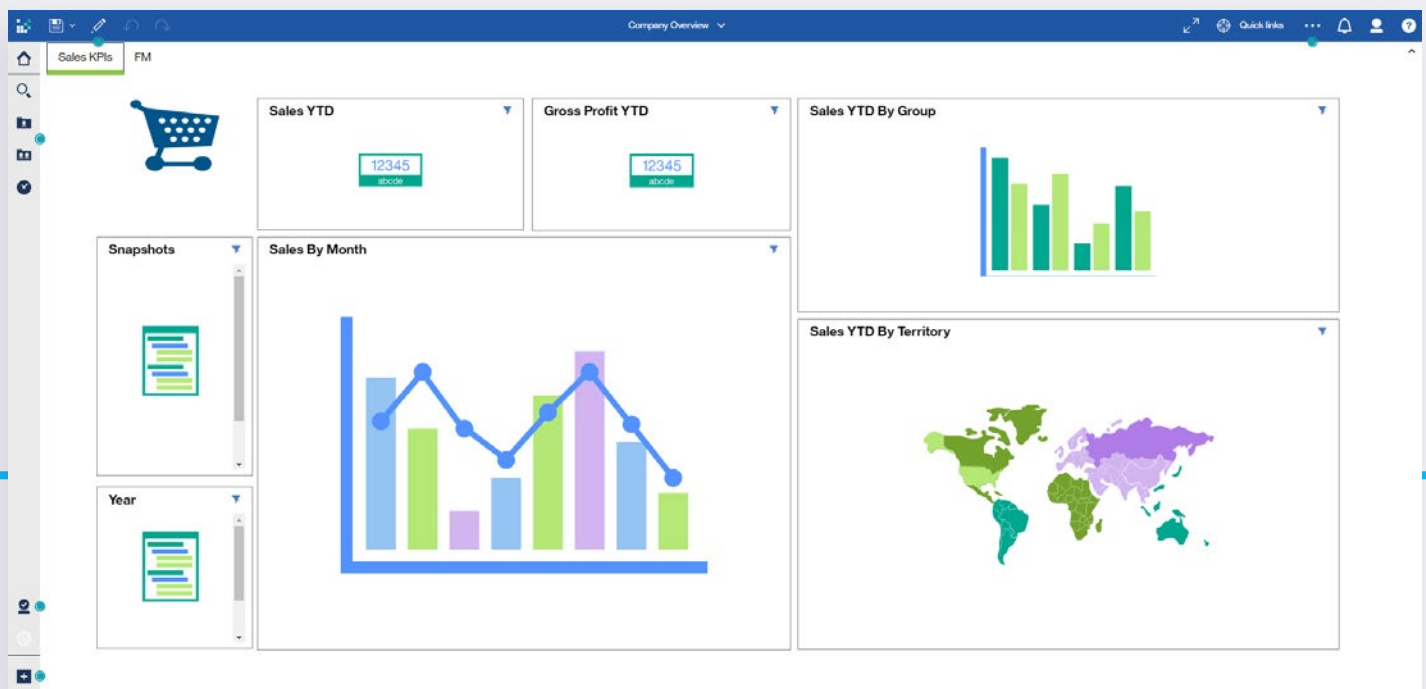 Company Overview
Quick links
Sales KPIs
FM
Sales YTD
12345
abcde
Gross Profit YTD
12345
abcde
Sales YTD By Group
Snapshots
Sales By Month
Sales YTD By Territory
Year